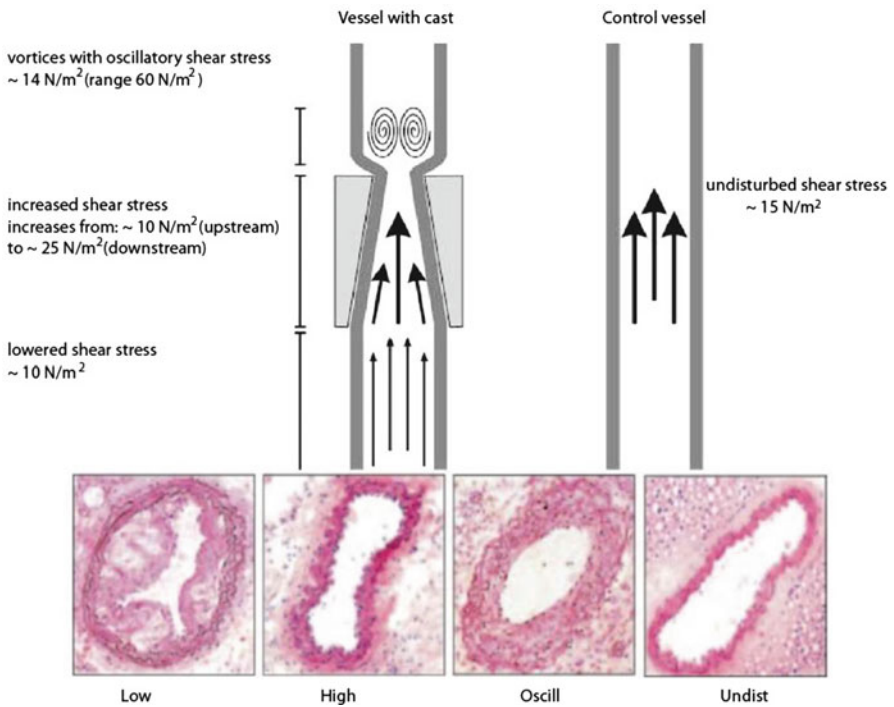 Vessel with cast
Control vessel
vortices with oscillatory shear stress
~ 14 N/m²(range 60 N/m²)
increased shear stress
increases from: ~ 10 N/m²(upstream)
to ~ 25 N/m²(downstream)
undisturbed shear stress
~ 15 N/m²
lowered shear stress
~ 10 N/m²
Low
High
Oscill
Undist